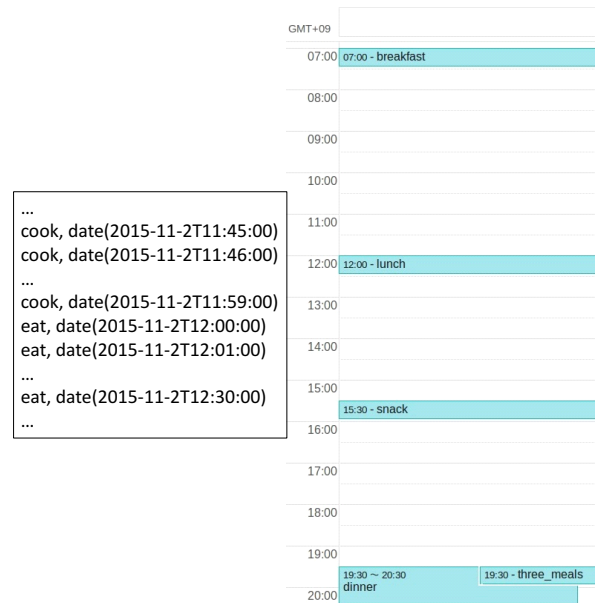 …
cook, date(2015-11-2T11:45:00)
cook, date(2015-11-2T11:46:00)
…
cook, date(2015-11-2T11:59:00)
eat, date(2015-11-2T12:00:00)
eat, date(2015-11-2T12:01:00)
…
eat, date(2015-11-2T12:30:00)
…
GMT+09
07:00 07:00 - breakfast
08:00
09:00
10:00
11:00
12:00 12:00 - lunch
13:00
14:00
15:00
15:30 - snack
16:00
17:00
18:00
19:00
19:30 ~ 20:30 19:30 - three_meals
dinner
20:00